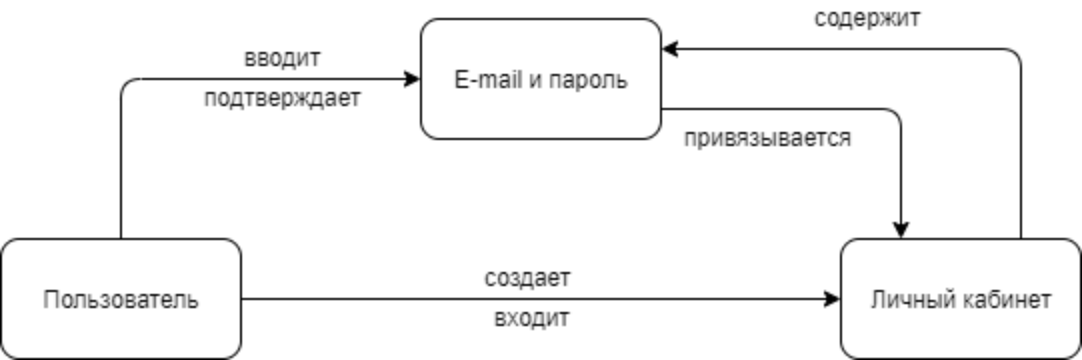 содержит
вводит
E-mail и пароль
подтверждает
привязывается
создает
Пользователь
Личный кабинет
входит